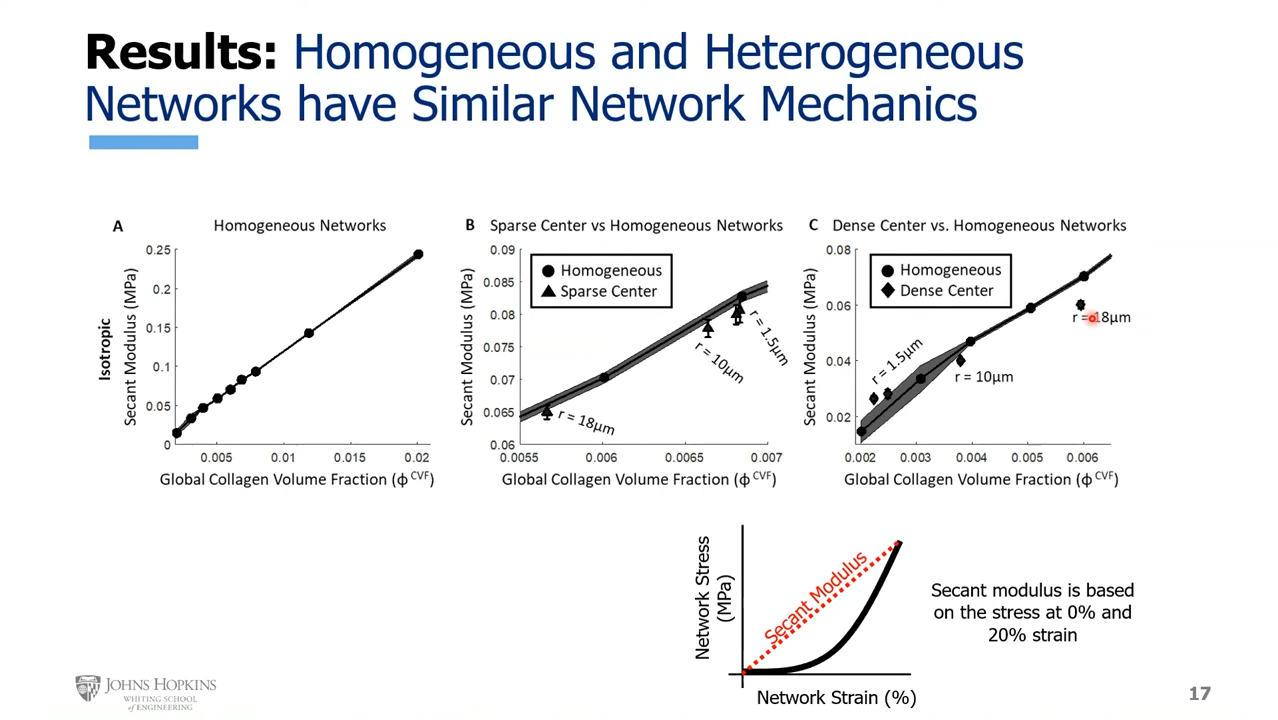 Results: Homogeneous and Heterogeneous
Networks have Similar Network Mechanics
A Homogeneous Networks
Isotropic
Secant Modulus (MPa)
0.25
0.2
0.15
0.1
0.05
0
0.005 0.01 0.015 0.02
Global Collagen Volume Fraction (ϕ CVF)
B Sparse Center vs Homogeneous Networks
Secant Modulus (MPa)
0.09
0.085
0.08
0.075
0.07
0.065
0.06
Homogeneous
Sparse Center
r = 1.5µm
r = 10µm
r = 18µm
0.0055 0.006 0.0065 0.007
Global Collagen Volume Fraction (ϕ CVF)
C Dense Center vs. Homogeneous Networks
Secant Modulus (MPa)
0.08
0.06
0.04
0.02
Homogeneous
Dense Center
r = 18µm
r = 1.5µm
r = 10µm
0.002 0.003 0.004 0.005 0.006
Global Collagen Volume Fraction (ϕ CVF)
Network Stress
(MPa)
Secant Modulus
Network Strain (%)
Secant modulus is based
on the stress at 0% and
20% strain
JOHNS HOPKINS
WHITING SCHOOL
of ENGINEERING
17